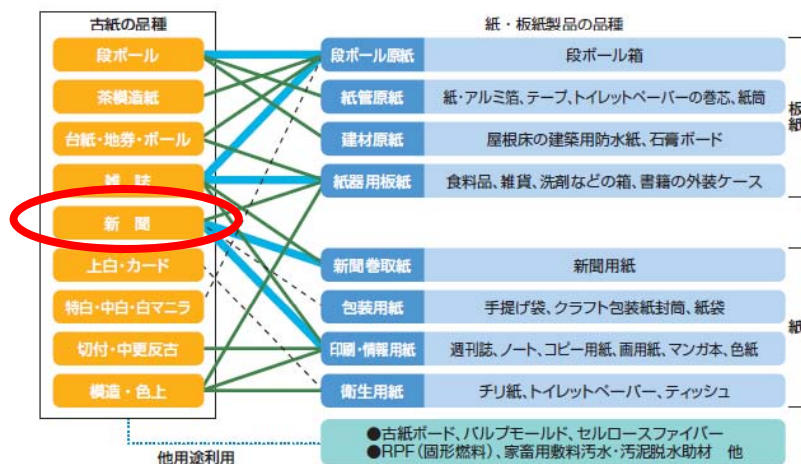 古紙の品種
紙・板紙製品の品種
段ボール
段ボール原紙
段ボール箱
茶模造紙
紙管原紙
紙・アルミ箔、テープ、トイレットペーパーの巻芯、紙筒
台紙・地券・ボール
建材原紙
屋根床の建築用防水紙、石膏ボード
雑誌
紙器用板紙
食料品、雑貨、洗剤などの箱、書籍の外装ケース
板紙
新聞
上白・カード
新聞巻取紙
新聞用紙
特白・中白・白マニラ
包装用紙
手提げ袋、クラフト包装紙封筒、紙袋
切付・中更反古
印刷・情報用紙
週刊誌、ノート、コピー用紙、画用紙、マンガ本、色紙
模造・色上
衛生用紙
チリ紙、トイレットペーパー、ティッシュ
紙
他用途利用
●古紙ボード、パルプモールド、セルロースファイバー
●RPF(固形燃料)、家畜用敷料汚水・汚泥脱水助材 他